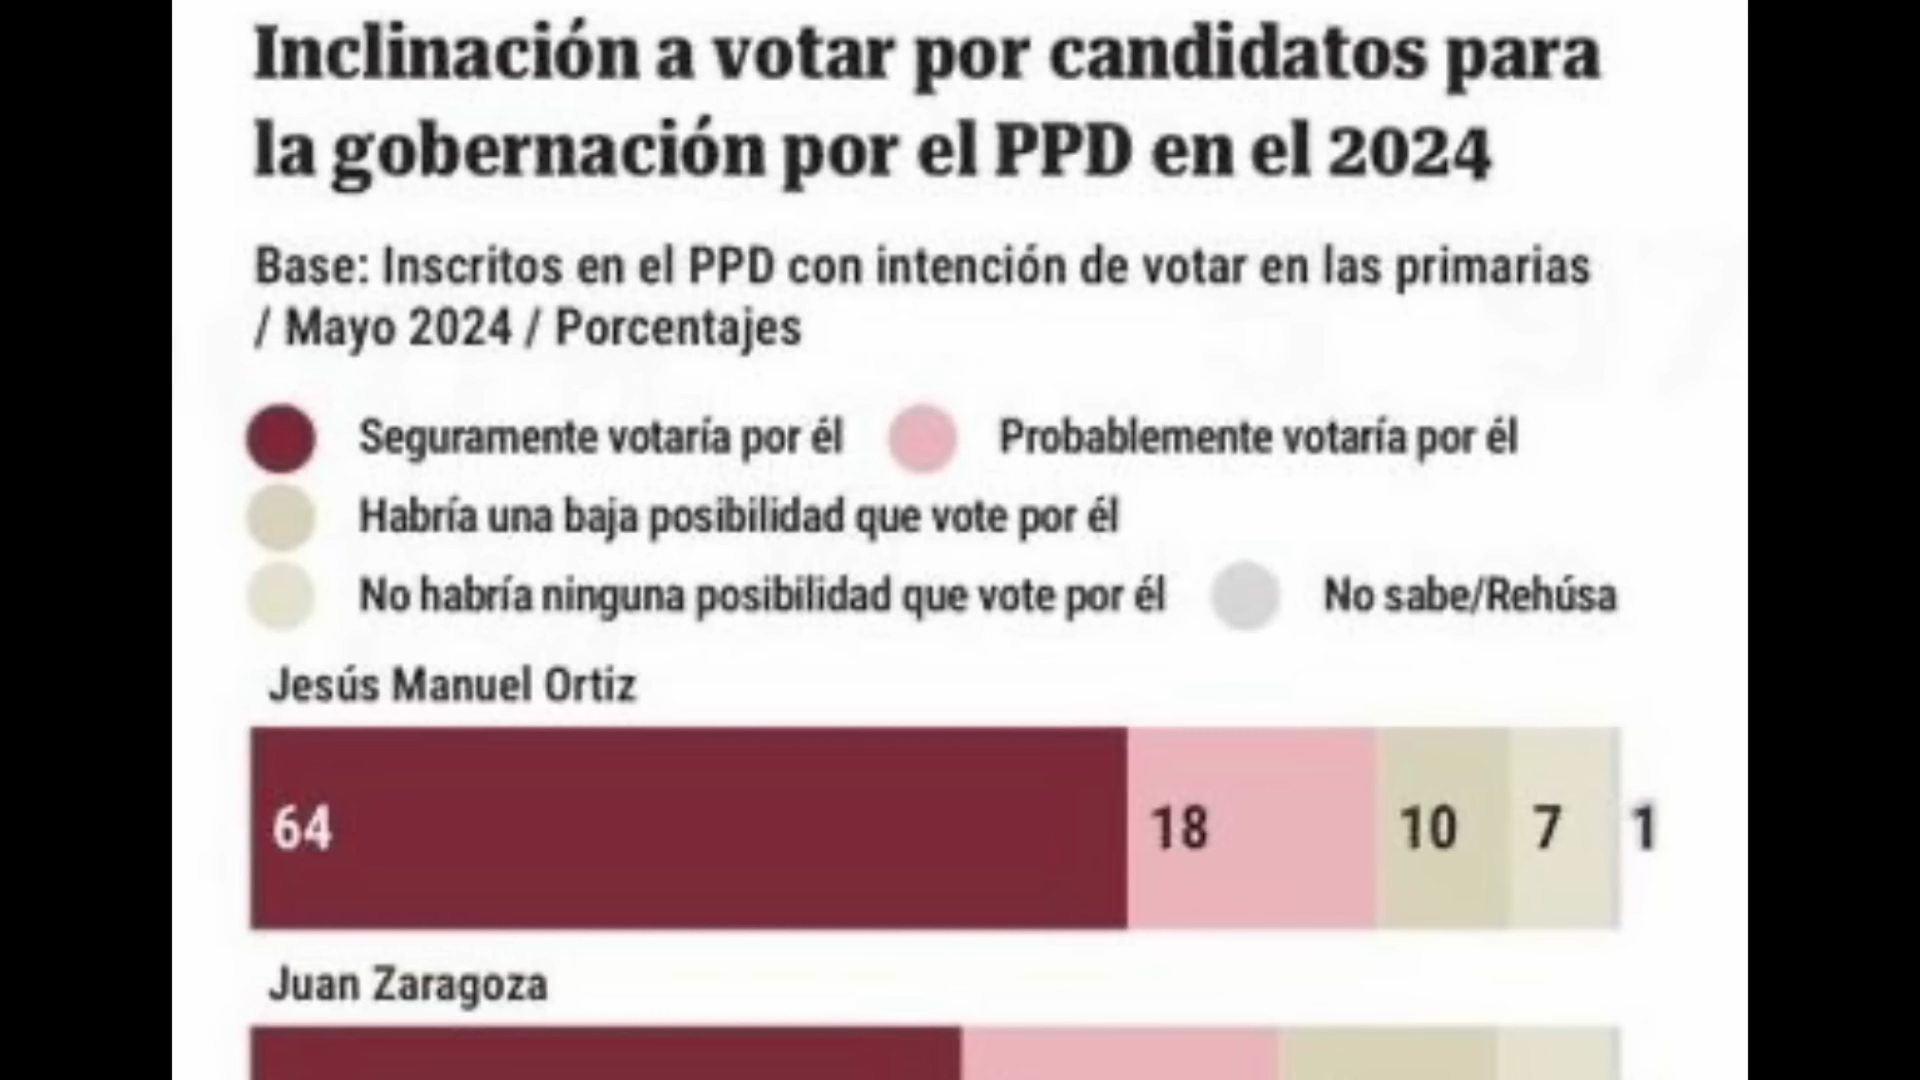 Inclinación a votar por candidatos para
la gobernación por el PPD en el 2024
Base: Inscritos en el PPD con intención de votar en las primarias
/ Mayo 2024 / Porcentajes
Seguramente votaría por él Probablemente votaría por él
Habría una baja posibilidad que vote por él
No habría ninguna posibilidad que vote por él No sabe/Rehúsa
Jesús Manuel Ortiz
64 18 10 7 1
Juan Zaragoza